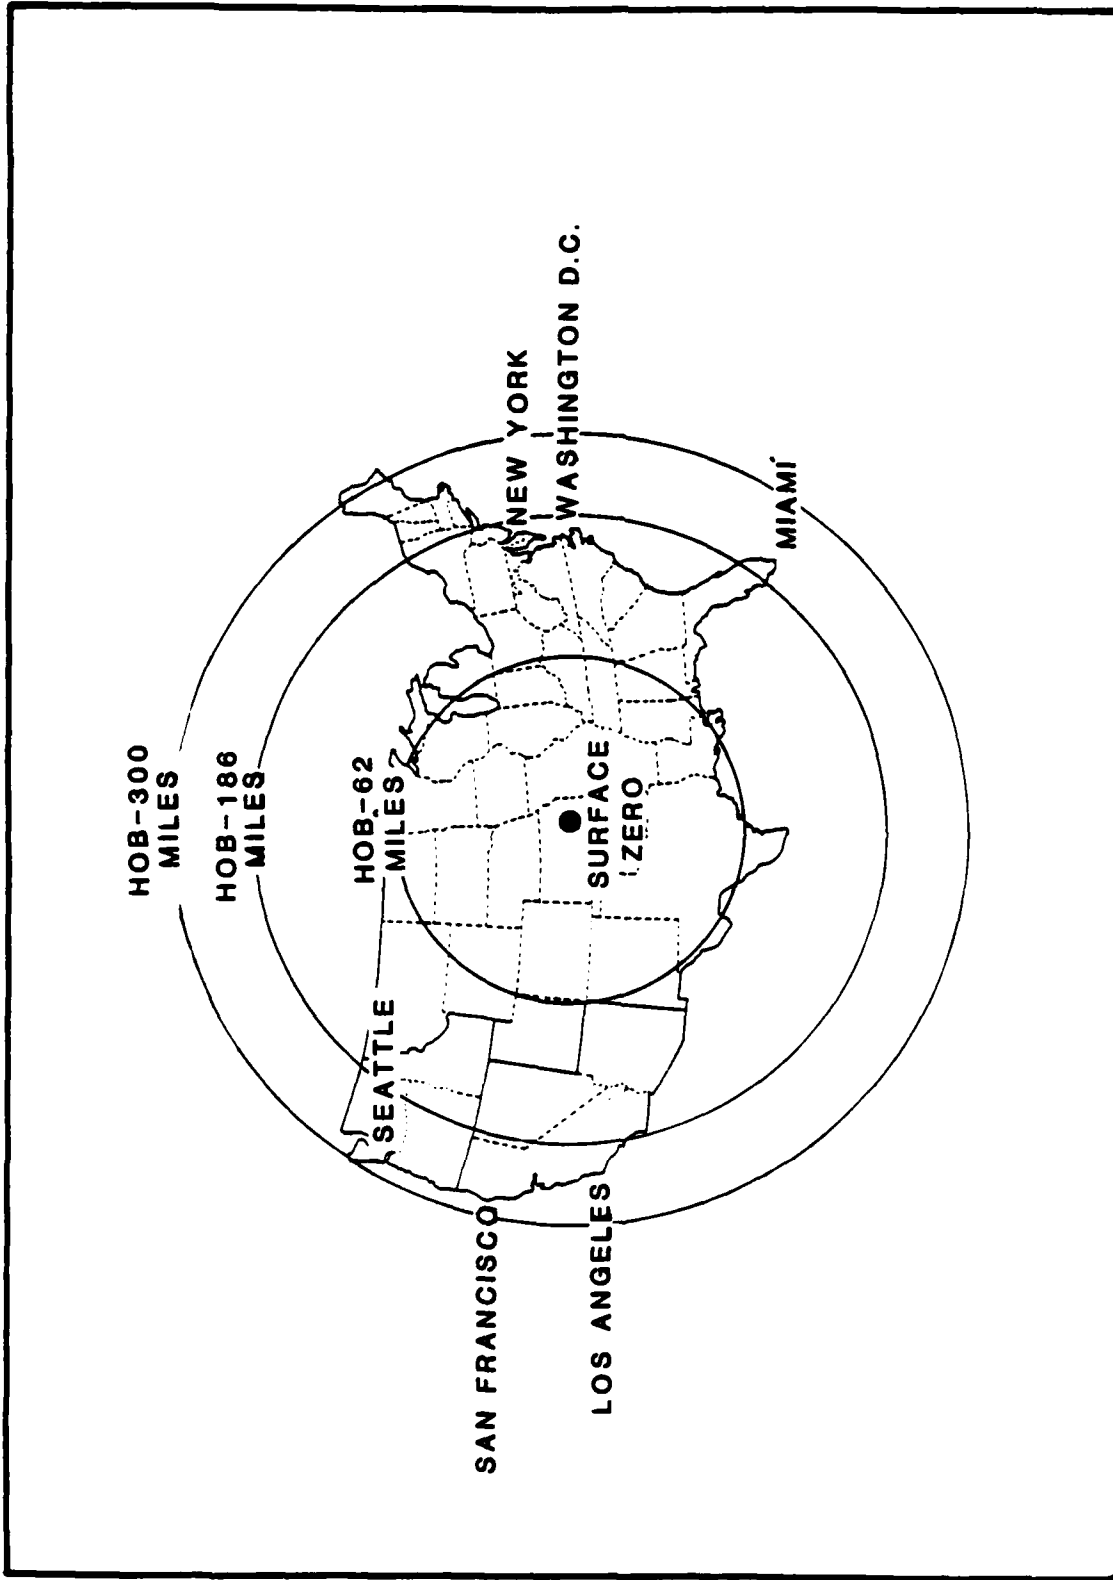 HOB-300
MILES
HOB-186
MILES
HOB-62
MILES
SEATTLE
SAN FRANCISCO
LOS ANGELES
SURFACE
ZERO
NEW YORK
WASHINGTON D.C.
MIAMI